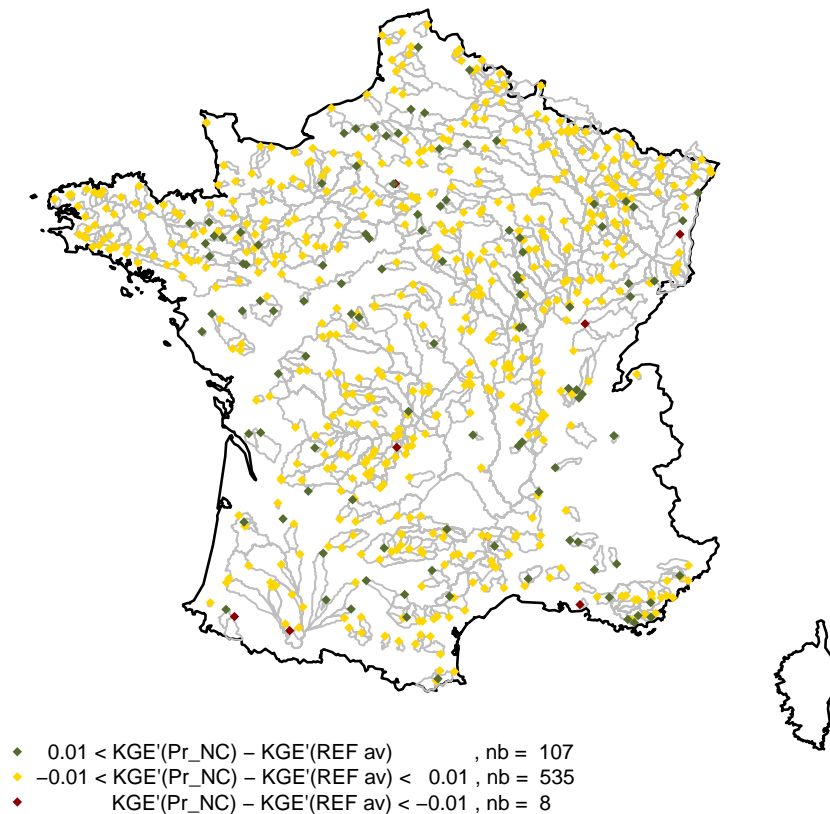 0.01 < KGE'(Pr_NC) − KGE'(REF av) , nb = 107
−0.01 < KGE'(Pr_NC) − KGE'(REF av) < 0.01 , nb = 535
KGE'(Pr_NC) − KGE'(REF av) < −0.01 , nb = 8